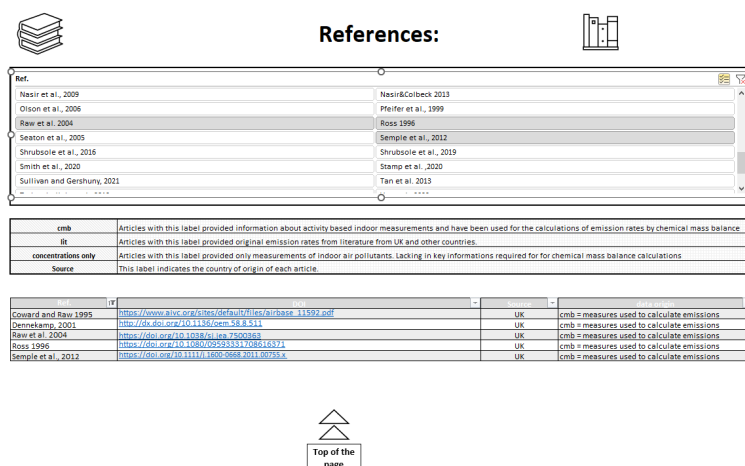 References:
Ref.
Nasir et al., 2009
Nasir&Colbeck 2013
Olson et al., 2006
Pfeifer et al., 1999
Raw et al. 2004
Ross 1996
Seaton et al., 2005
Semple et al., 2012
Shrubsole et al., 2016
Shrubsole et al., 2019
Smith et al., 2020
Stamp et al. ,2020
Sullivan and Gershuny, 2021
Tan et al. 2013
cmb Articles with this label provided information about activity based indoor measurements and have been used for the calculations of emission rates by chemical mass balance
lit Articles with this label provided original emission rates from literature from UK and other countries.
concentrations only Articles with this label provided only measurements of indoor air pollutants. Lacking in key informations required for for chemical mass balance calculations
Source This label indicates the country of origin of each article.
Ref. DOI Source data origin
Coward and Raw 1995 https://www.aivc.org/sites/default/files/airbase_11592.pdf UK cmb = measures used to calculate emissions
Dennekamp, 2001 http://dx.doi.org/10.1136/oem.58.8.511 UK cmb = measures used to calculate emissions
Raw et al. 2004 https://doi.org/10.1038/sj.jea.7500363 UK cmb = measures used to calculate emissions
Ross 1996 https://doi.org/10.1080/09593331708616371 UK cmb = measures used to calculate emissions
Semple et al., 2012 https://doi.org/10.1111/j.1600-0668.2011.00755.x UK cmb = measures used to calculate emissions
Top of the
page